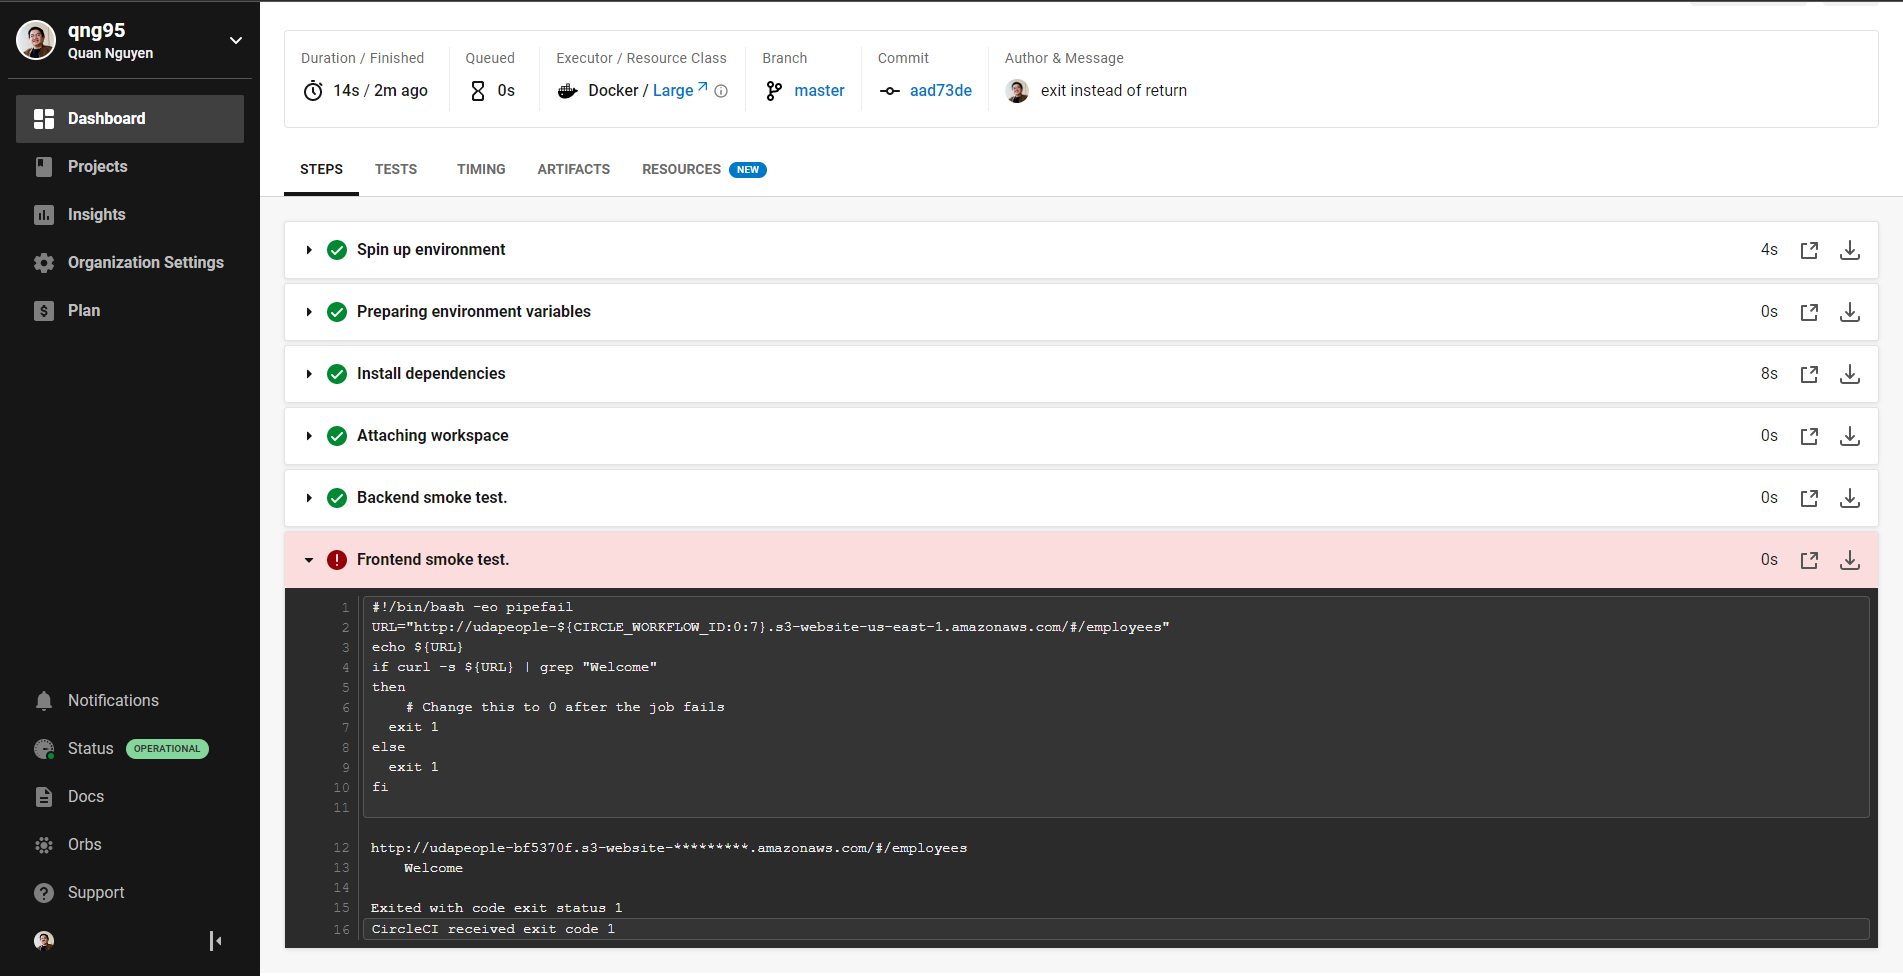 qng95
Quan Nguyen
Dashboard
Projects
Insights
Organization Settings
Plan
Notifications
Status OPERATIONAL
Docs
Orbs
Support
Duration / Finished
14s / 2m ago
Queued
0s
Executor / Resource Class
Docker / Large
Branch
master
Commit
aad73de
Author & Message
exit instead of return
STEPS TESTS TIMING ARTIFACTS RESOURCES NEW
Spin up environment 4s
Preparing environment variables 0s
Install dependencies 8s
Attaching workspace 0s
Backend smoke test. 0s
Frontend smoke test. 0s
1 #!/bin/bash -eo pipefail
2 URL="http://udapeople-${CIRCLE_WORKFLOW_ID:0:7}.s3-website-us-east-1.amazonaws.com/#/employees"
3 echo ${URL}
4 if curl -s ${URL} | grep "Welcome"
5 then
6 # Change this to 0 after the job fails
7 exit 1
8 else
9 exit 1
10 fi
11
12 http://udapeople-bf5370f.s3-website-*********.amazonaws.com/#/employees
13 Welcome
14
15 Exited with code exit status 1
16 CircleCI received exit code 1